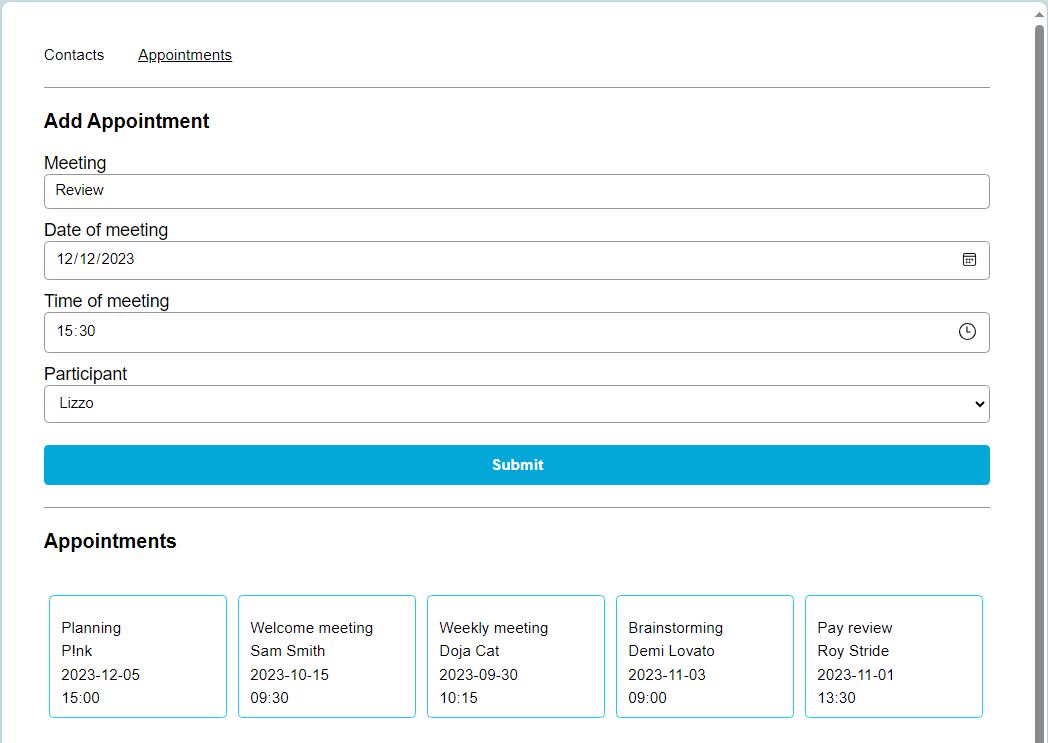 Contacts Appointments
Add Appointment
Meeting
Review
Date of meeting
12/12/2023
Time of meeting
15:30
Participant
Lizzo
Submit
Appointments
Planning
P!nk
2023-12-05
15:00
Welcome meeting
Sam Smith
2023-10-15
09:30
Weekly meeting
Doja Cat
2023-09-30
10:15
Brainstorming
Demi Lovato
2023-11-03
09:00
Pay review
Roy Stride
2023-11-01
13:30